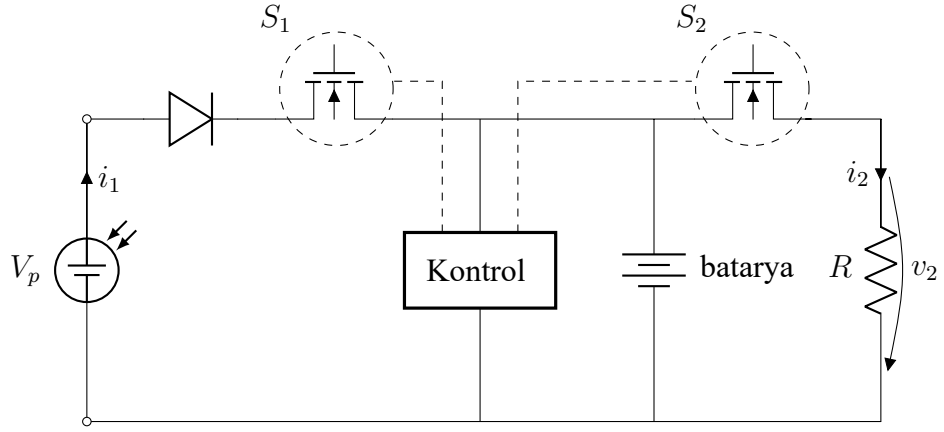 S₁
S₂
i₁
i₂
Vₚ
Kontrol
batarya
R
v₂